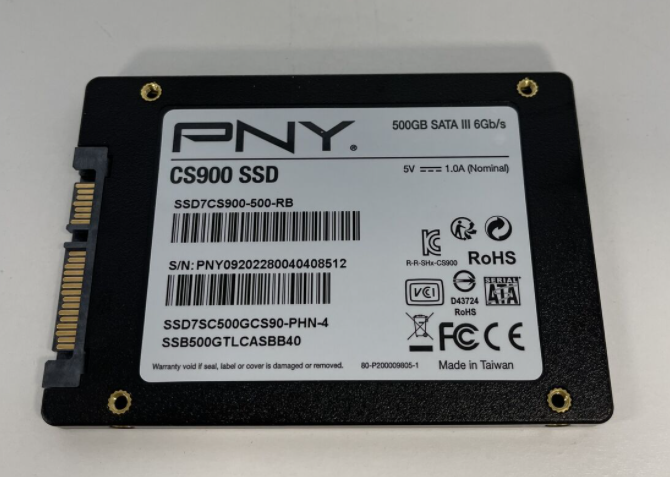 PNY®
500GB SATA III 6Gb/s
CS900 SSD
5V ⎓ 1.0A (Nominal)
SSD7CS900-500-RB
S/N: PNY09202280040408512
R-R-SHx-CS900
RoHS
VCI
D43724
RoHS
SERIAL
ATA
SSD7SC500GCS90-PHN-4
SSB500GTLCASBB40
FC CE
Warranty void if seal, label or cover is damaged or removed.
80-P200009805-1
Made in Taiwan